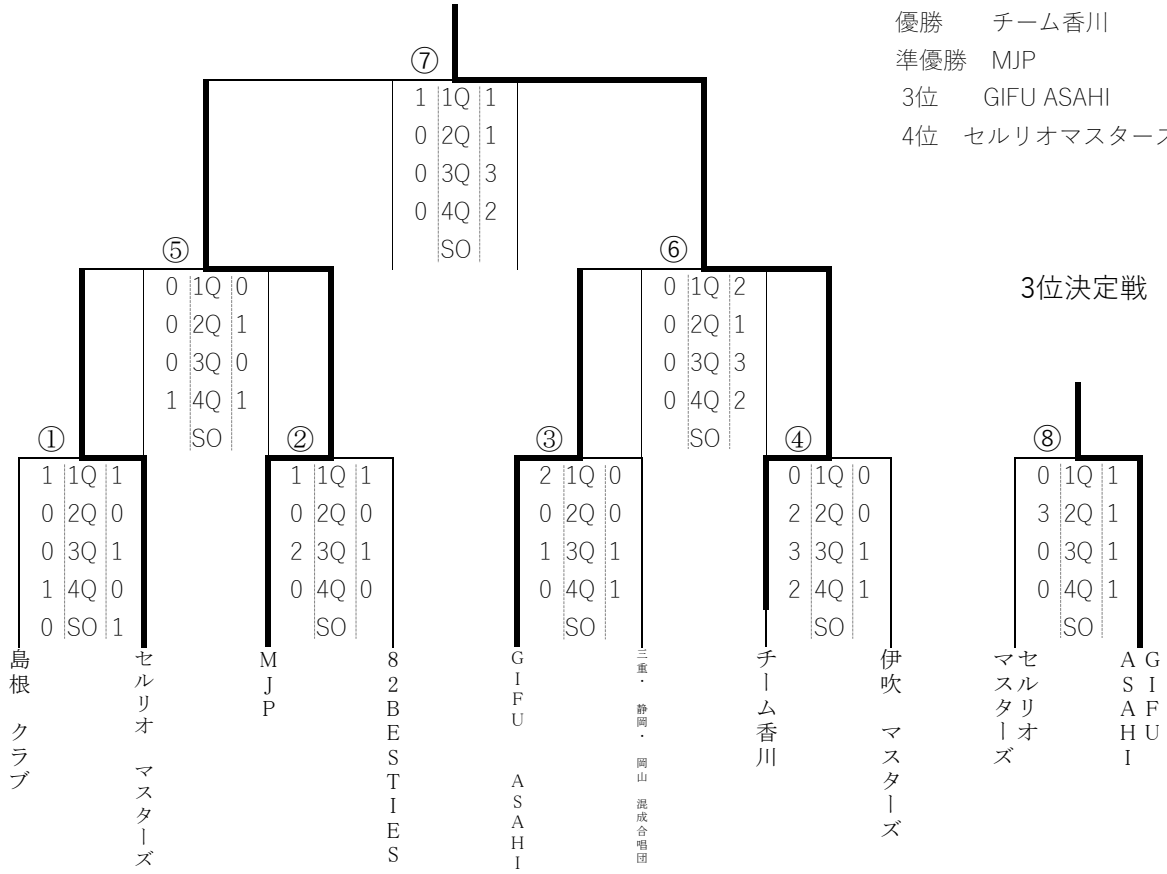 優勝 チーム香川
準優勝 MJP
3位 GIFU ASAHI
4位 セルリオマスターズ
⑦
1 1Q 1
0 2Q 1
0 3Q 3
0 4Q 2
SO
⑤
0 1Q 0
0 2Q 1
0 3Q 0
1 4Q 1
SO
⑥
0 1Q 2
0 2Q 1
0 3Q 3
0 4Q 2
SO
3位決定戦
①
1 1Q 1
0 2Q 0
0 3Q 1
1 4Q 0
0 SO 1
②
1 1Q 1
0 2Q 0
2 3Q 1
0 4Q 0
SO
③
2 1Q 0
0 2Q 0
1 3Q 1
0 4Q 1
SO
④
0 1Q 0
2 2Q 0
3 3Q 1
2 4Q 1
SO
⑧
0 1Q 1
3 2Q 1
0 3Q 1
0 4Q 1
SO
島根 クラブ
セルリオ マスターズ
MJP
82BESTIES
GIFU ASAHI
三重・ 静岡・ 岡山 混成合唱団
チーム香川
伊吹 マスターズ
セルリオ
マスターズ
GIFU
ASAHI